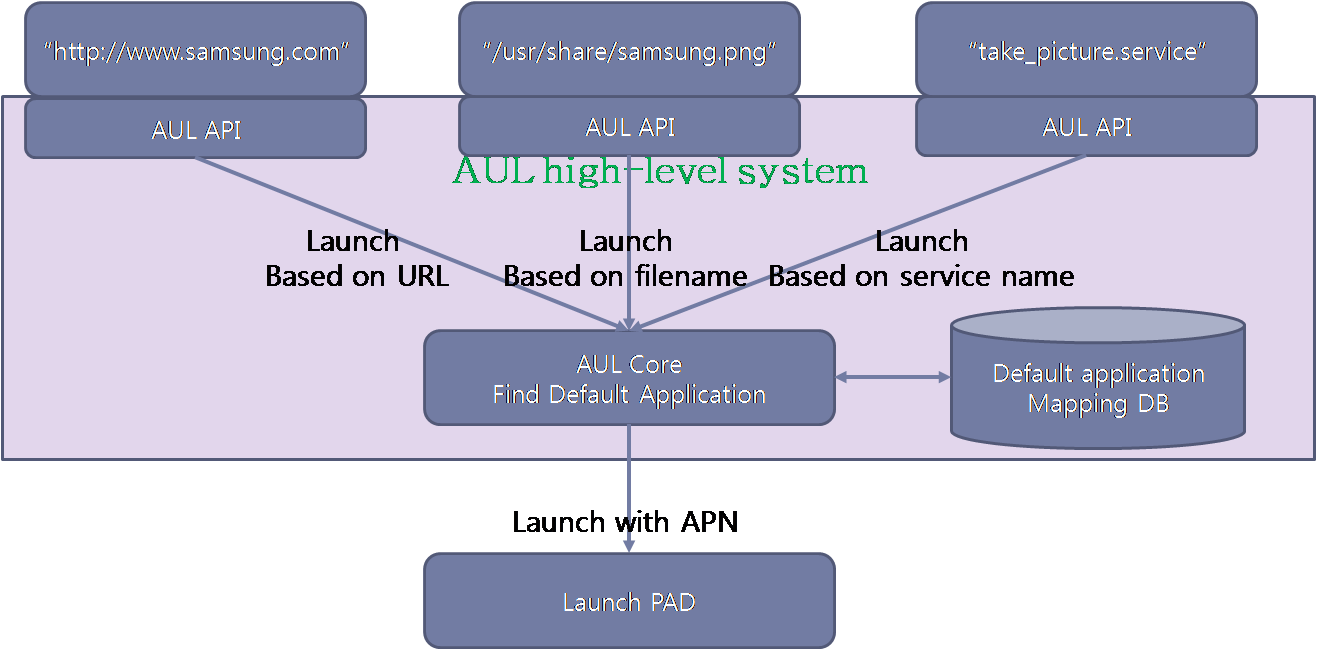 “http://www.samsung.com”
“/usr/share/samsung.png”
“take_picture.service”
AUL API
AUL API
AUL API
AUL high-level system
Launch
Based on URL
Launch
Based on filename
Launch
Based on service name
AUL Core
Find Default Application
Default application
Mapping DB
Launch with APN
Launch PAD